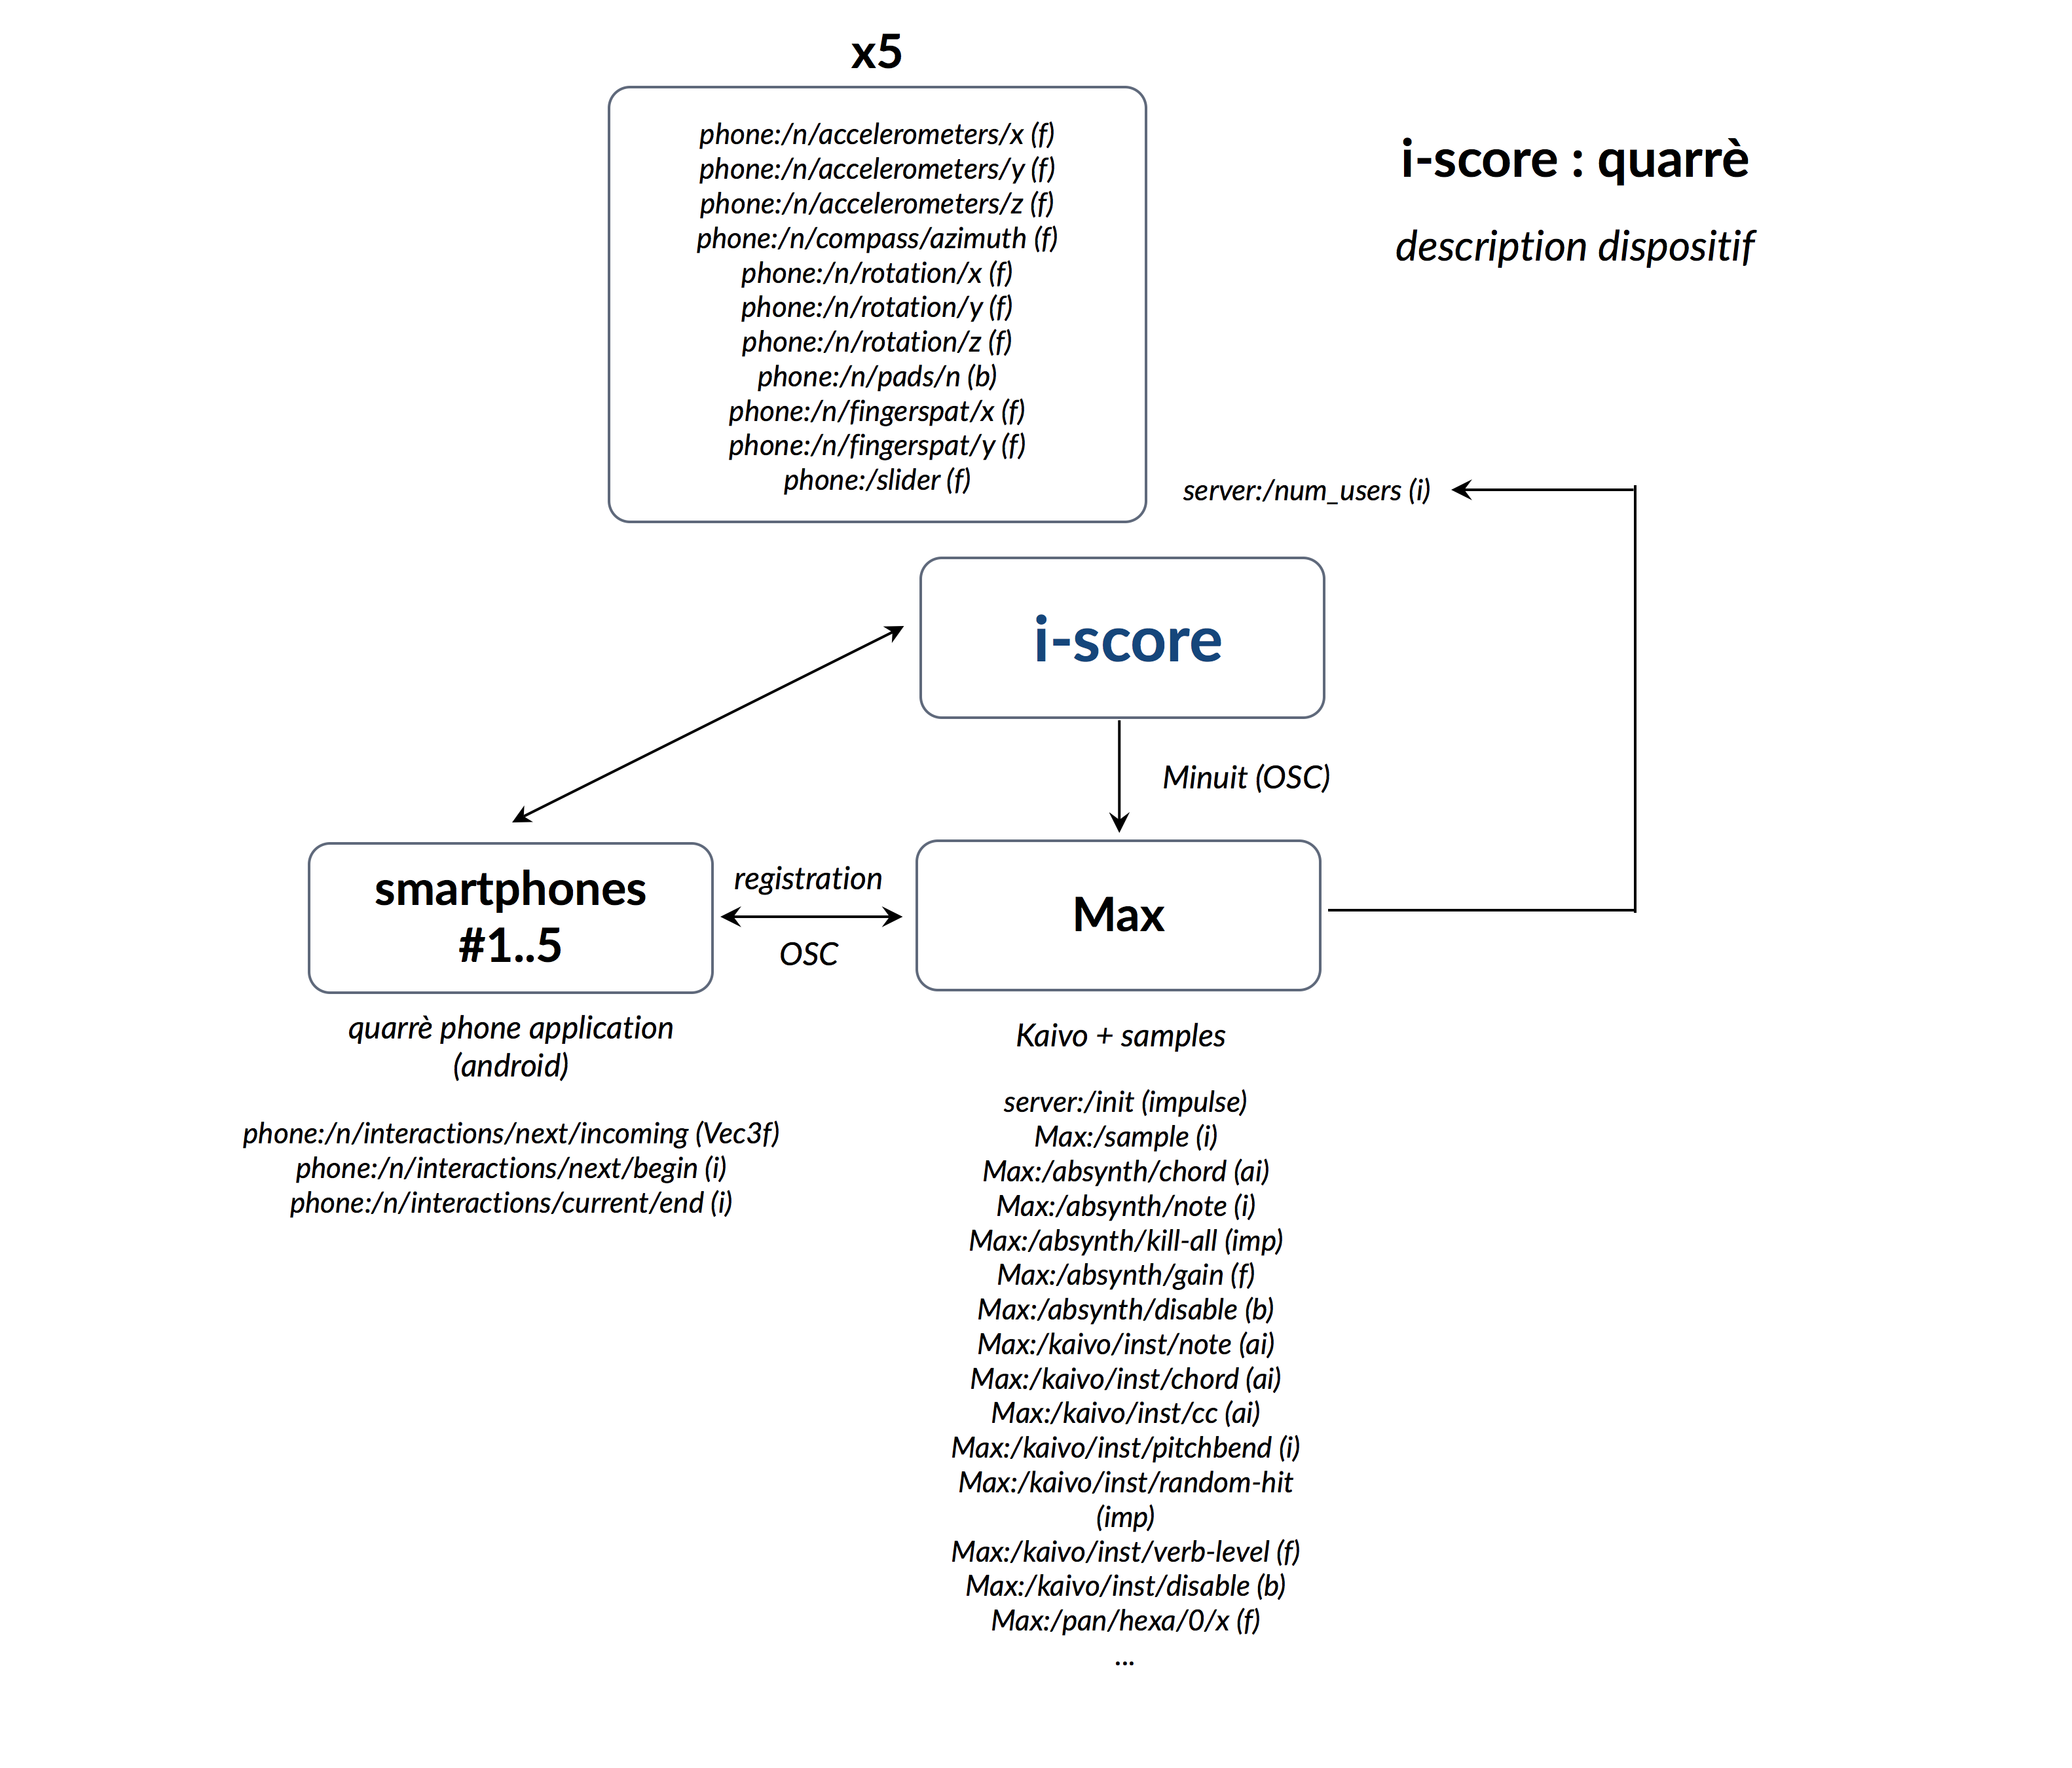 x5
phone:/n/accelerometers/x (f)
phone:/n/accelerometers/y (f)
phone:/n/accelerometers/z (f)
phone:/n/compass/azimuth (f)
phone:/n/rotation/x (f)
phone:/n/rotation/y (f)
phone:/n/rotation/z (f)
phone:/n/pads/n (b)
phone:/n/fingerspat/x (f)
phone:/n/fingerspat/y (f)
phone:/slider (f)
i-score : quarrè
description dispositif
server:/num_users (i)
i-score
Minuit (OSC)
smartphones
#1..5
registration
OSC
Max
quarrè phone application
(android)
phone:/n/interactions/next/incoming (Vec3f)
phone:/n/interactions/next/begin (i)
phone:/n/interactions/current/end (i)
Kaivo + samples
server:/init (impulse)
Max:/sample (i)
Max:/absynth/chord (ai)
Max:/absynth/note (i)
Max:/absynth/kill-all (imp)
Max:/absynth/gain (f)
Max:/absynth/disable (b)
Max:/kaivo/inst/note (ai)
Max:/kaivo/inst/chord (ai)
Max:/kaivo/inst/cc (ai)
Max:/kaivo/inst/pitchbend (i)
Max:/kaivo/inst/random-hit
(imp)
Max:/kaivo/inst/verb-level (f)
Max:/kaivo/inst/disable (b)
Max:/pan/hexa/0/x (f)
...